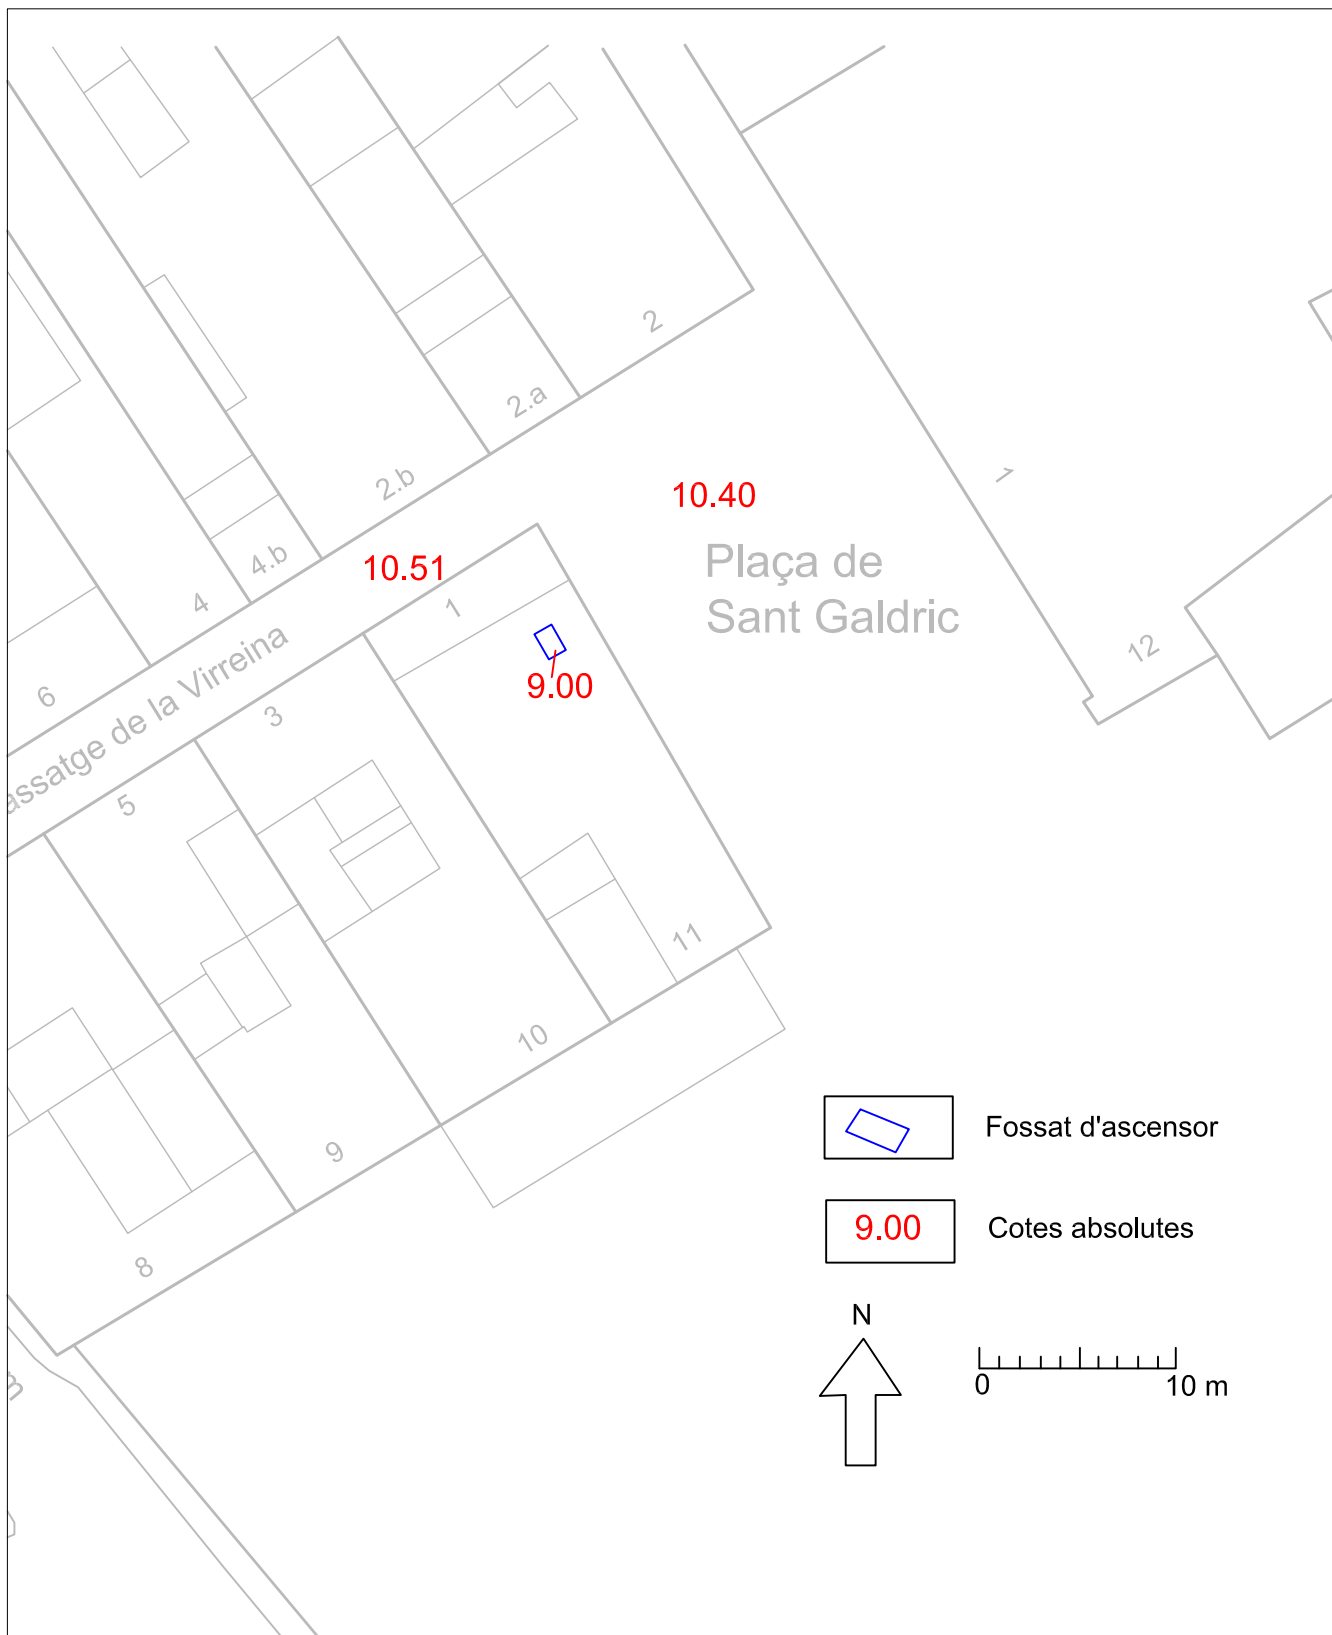 2
2.a
2.b
4.b
4
6
10.40
10.51
Plaça de
Sant Galdric
1
12
1
9.00
assatge de la Virreina
3
5
11
10
9
8
Fossat d'ascensor
9.00
Cotes absolutes
N
0
10 m